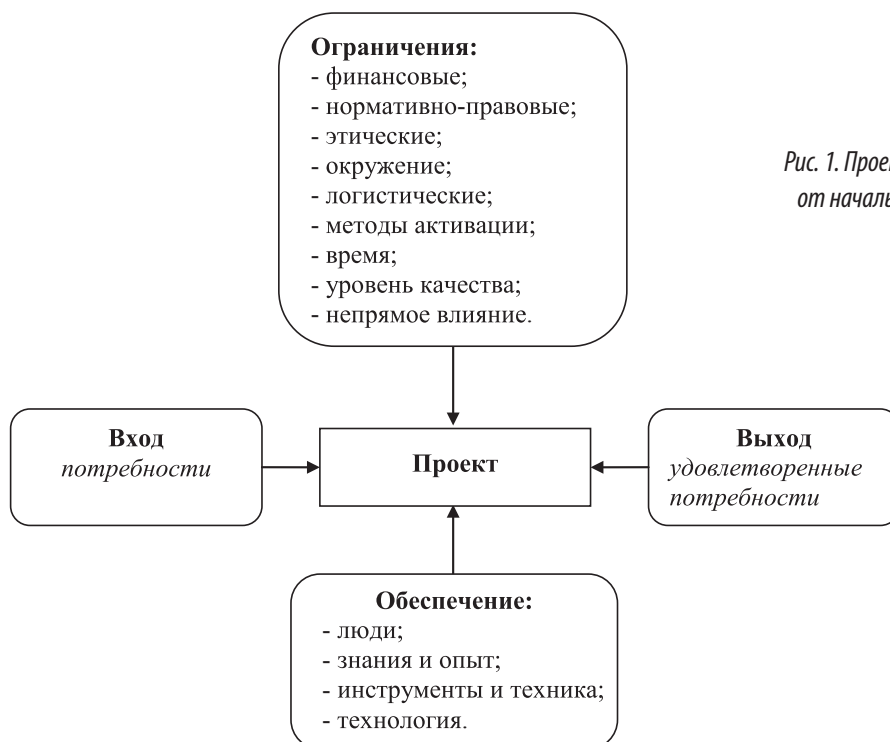 Ограничения:
- финансовые;
- нормативно-правовые;
- этические;
- окружение;
- логистические;
- методы активации;
- время;
- уровень качества;
- непрямое влияние.
Рис. 1. Прое
от началь
Вход
потребности
Проект
Выход
удовлетворенные
потребности
Обеспечение:
- люди;
- знания и опыт;
- инструменты и техника;
- технология.